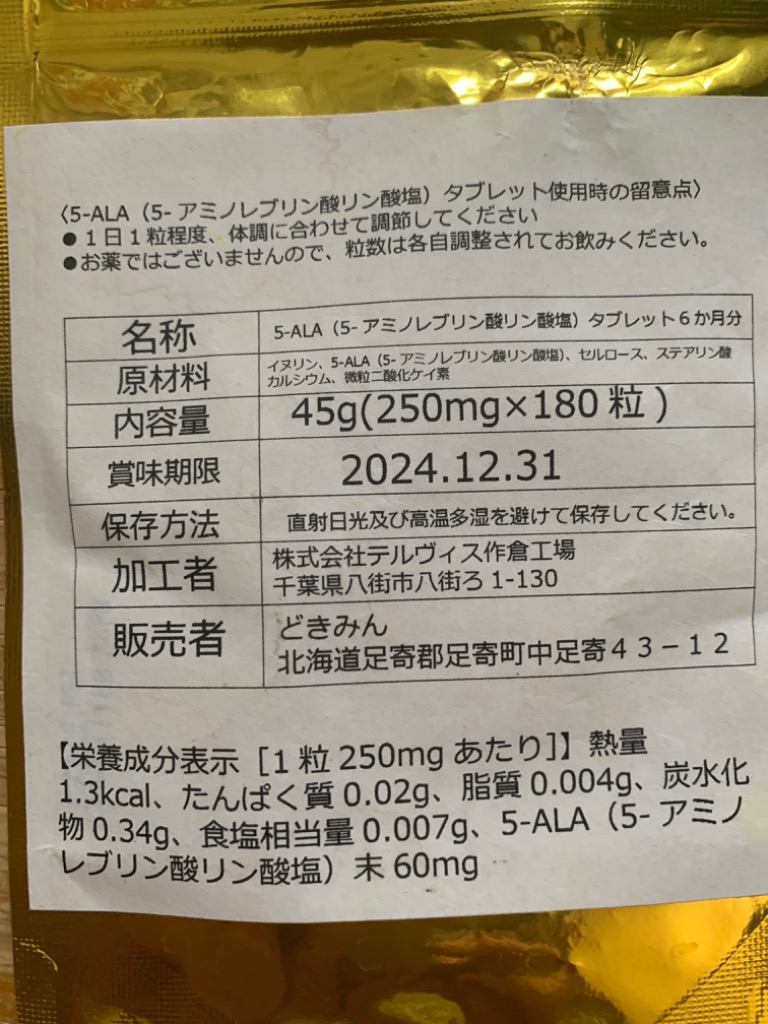 〈5-ALA（5-アミノレブリン酸リン酸塩）タブレット使用時の留意点〉
●１日１粒程度、体調に合わせて調節してください
●お薬ではございませんので、粒数は各自調整されてお飲みください。
名称 5-ALA（5-アミノレブリン酸リン酸塩）タブレット６か月分
原材料 イヌリン、5-ALA（5-アミノレブリン酸リン酸塩）、セルロース、ステアリン酸
カルシウム、微粒二酸化ケイ素
内容量 45g(250mg×180粒)
賞味期限 2024.12.31
保存方法 直射日光及び高温多湿を避けて保存してください。
加工者 株式会社テルヴィス作倉工場
千葉県八街市八街ろ1-130
販売者 どきみん
北海道足寄郡足寄町中足寄４３－１２
【栄養成分表示［1粒250mgあたり］】熱量
1.3kcal、たんぱく質0.02g、脂質0.004g、炭水化
物0.34g、食塩相当量0.007g、5-ALA（5-アミノ
レブリン酸リン酸塩）末60mg